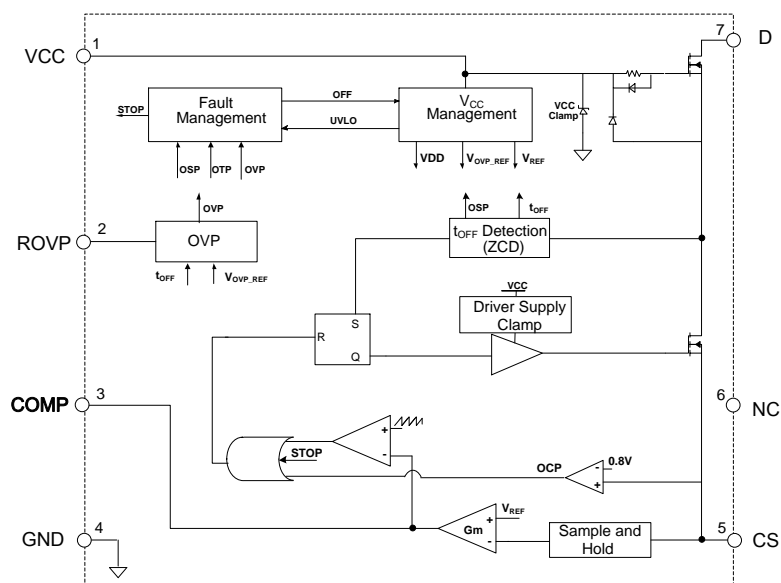 1
7
VCC
D
Fault
Management
OFF
UVLO
STOP
VCC
Management
VCC
Clamp
OSP
OTP
OVP
VDD
VOVP_REF
VREF
OVP
OSP
tOFF
2
ROVP
OVP
tOFF Detection
(ZCD)
tOFF
VOVP_REF
VCC
Driver Supply
Clamp
S
R
Q
3
COMP
6
NC
+
-
STOP
OCP
0.8V
-
+
4
GND
VREF
+
Gm
-
Sample and
Hold
5
CS